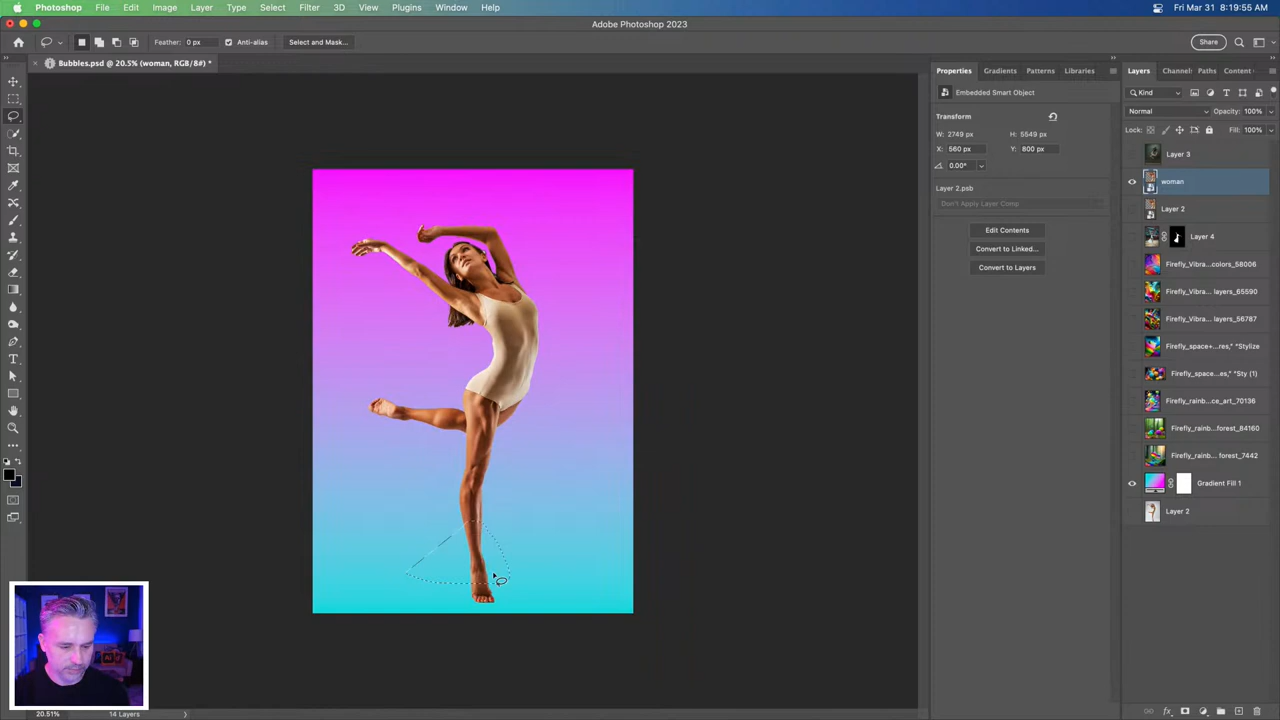 Photoshop File Edit Image Layer Type Select Filter 3D View Plugins Window Help Fri Mar 31 8:19:55 AM
Adobe Photoshop 2023
Feather: 0 px Anti-alias Select and Mask... Share
× Bubbles.psd @ 20.5% (woman, RGB/8#) *
Properties Gradients Patterns Libraries
Layers Channel Paths Content
Embedded Smart Object
Kind
Normal Opacity: 100%
Transform
Lock: Fill: 100%
W: 2749 px H: 5549 px
X: 560 px Y: 800 px
0.00°
Layer 2.psb
Don't Apply Layer Comp
Edit Contents
Convert to Linked...
Convert to Layers
Layer 3
woman
Layer 2
Layer 4
Firefly_Vibra... colors_58006
Firefly_Vibra... layers_65590
Firefly_Vibra... layers_56787
Firefly_space+...res," "Stylize
Firefly_space...es," "Sty (1)
Firefly_rainb...ce_art_70136
Firefly_rainb... forest_84160
Firefly_rainb... forest_7442
Gradient Fill 1
Layer 2
20.51% 14 Layers